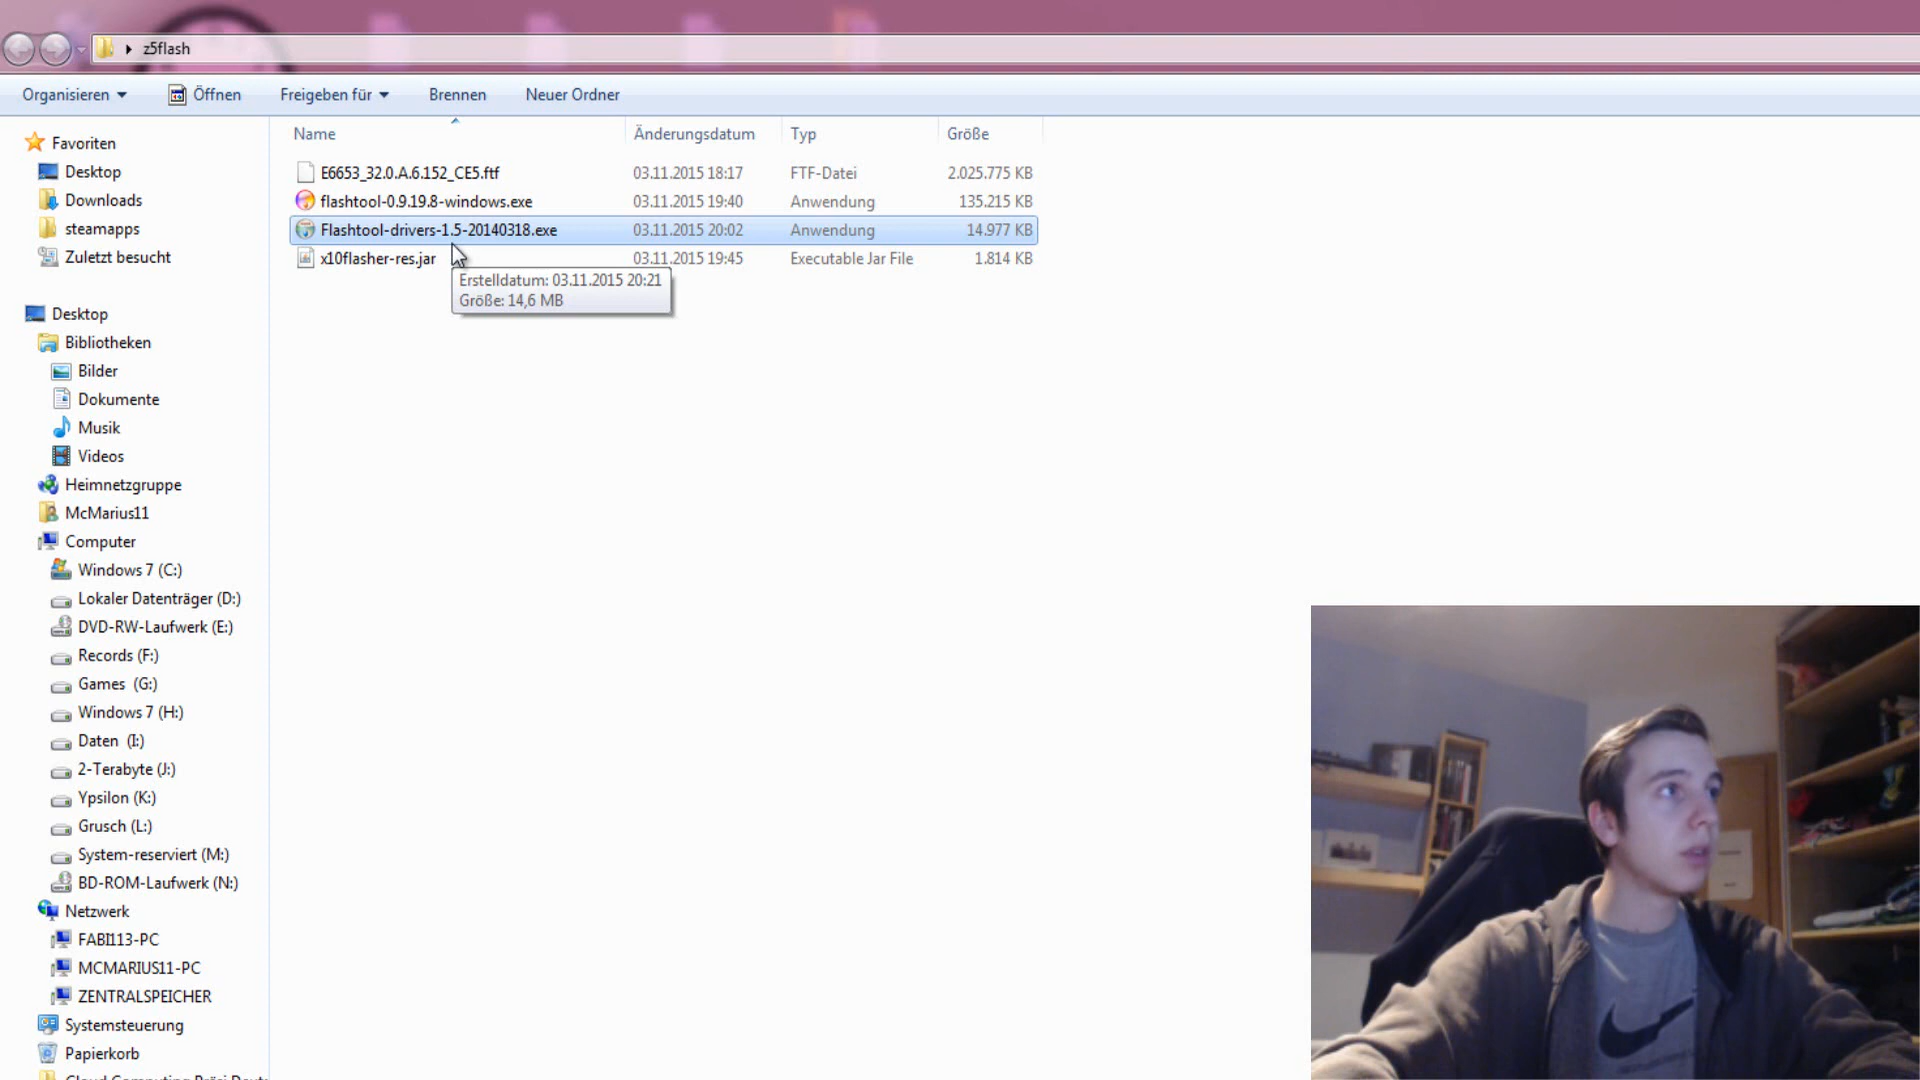 z5flash
Organisieren Öffnen Freigeben für Brennen Neuer Ordner
Name Änderungsdatum Typ Größe
E6653_32.0.A.6.152_CE5.ftf 03.11.2015 18:17 FTF-Datei 2.025.775 KB
flashtool-0.9.19.8-windows.exe 03.11.2015 19:40 Anwendung 135.215 KB
Flashtool-drivers-1.5-20140318.exe 03.11.2015 20:02 Anwendung 14.977 KB
x10flasher-res.jar 03.11.2015 19:45 Executable Jar File 1.814 KB
Erstelldatum: 03.11.2015 20:21
Größe: 14,6 MB
Favoriten
Desktop
Downloads
steamapps
Zuletzt besucht
Desktop
Bibliotheken
Bilder
Dokumente
Musik
Videos
Heimnetzgruppe
McMarius11
Computer
Windows 7 (C:)
Lokaler Datenträger (D:)
DVD-RW-Laufwerk (E:)
Records (F:)
Games (G:)
Windows 7 (H:)
Daten (I:)
2-Terabyte (J:)
Ypsilon (K:)
Grusch (L:)
System-reserviert (M:)
BD-ROM-Laufwerk (N:)
Netzwerk
FABI113-PC
MCMARIUS11-PC
ZENTRALSPEICHER
Systemsteuerung
Papierkorb